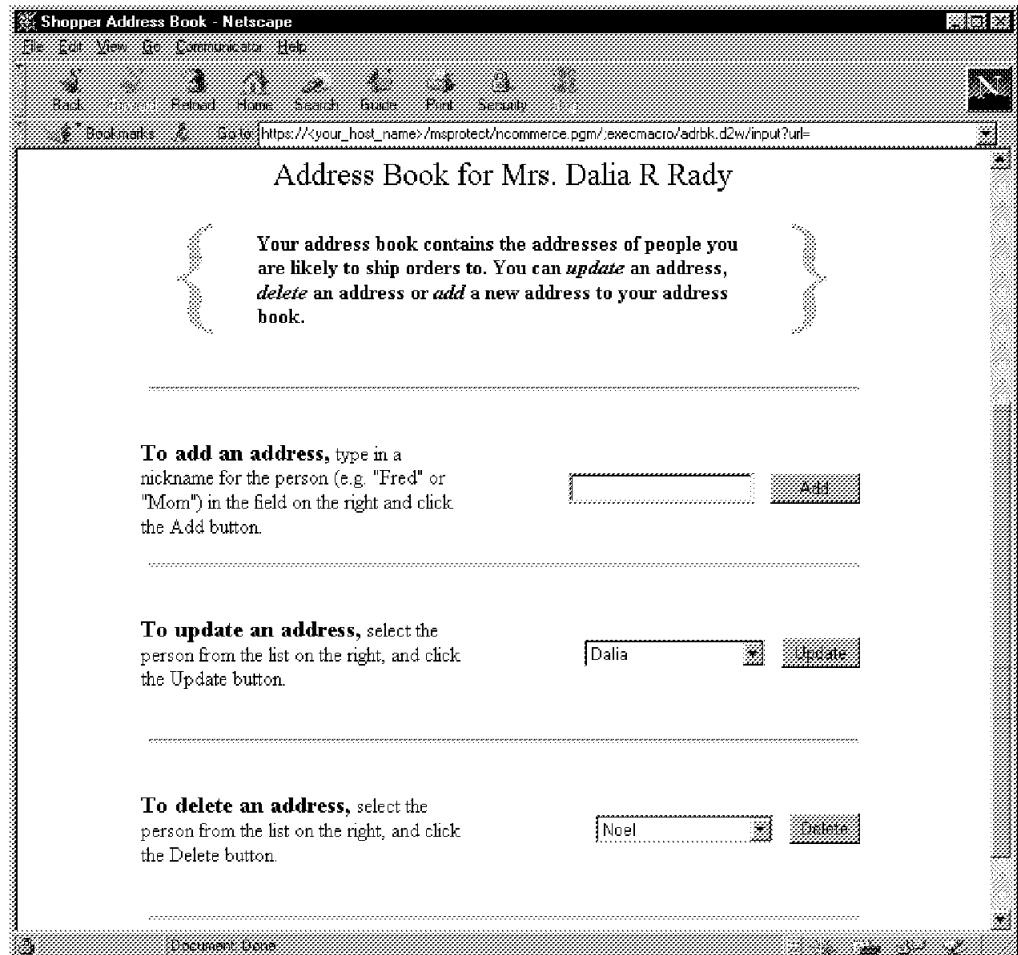 Shopper Address Book - Netscape
File Edit View Go Communicator Help
Back Forward Reload Home Search Guide Print Security Stop
Bookmarks Go to: https://<your_host_name>/msprotect/ncommerce.pgm/;execmacro/adrbk.d2w/input?url=
Address Book for Mrs. Dalia R Rady
Your address book contains the addresses of people you
are likely to ship orders to. You can update an address,
delete an address or add a new address to your address
book.
To add an address, type in a
nickname for the person (e.g. "Fred" or
"Mom") in the field on the right and click
the Add button.
Add
To update an address, select the
person from the list on the right, and click
the Update button.
Dalia Update
To delete an address, select the
person from the list on the right, and click
the Delete button.
Noel Delete
Document: Done